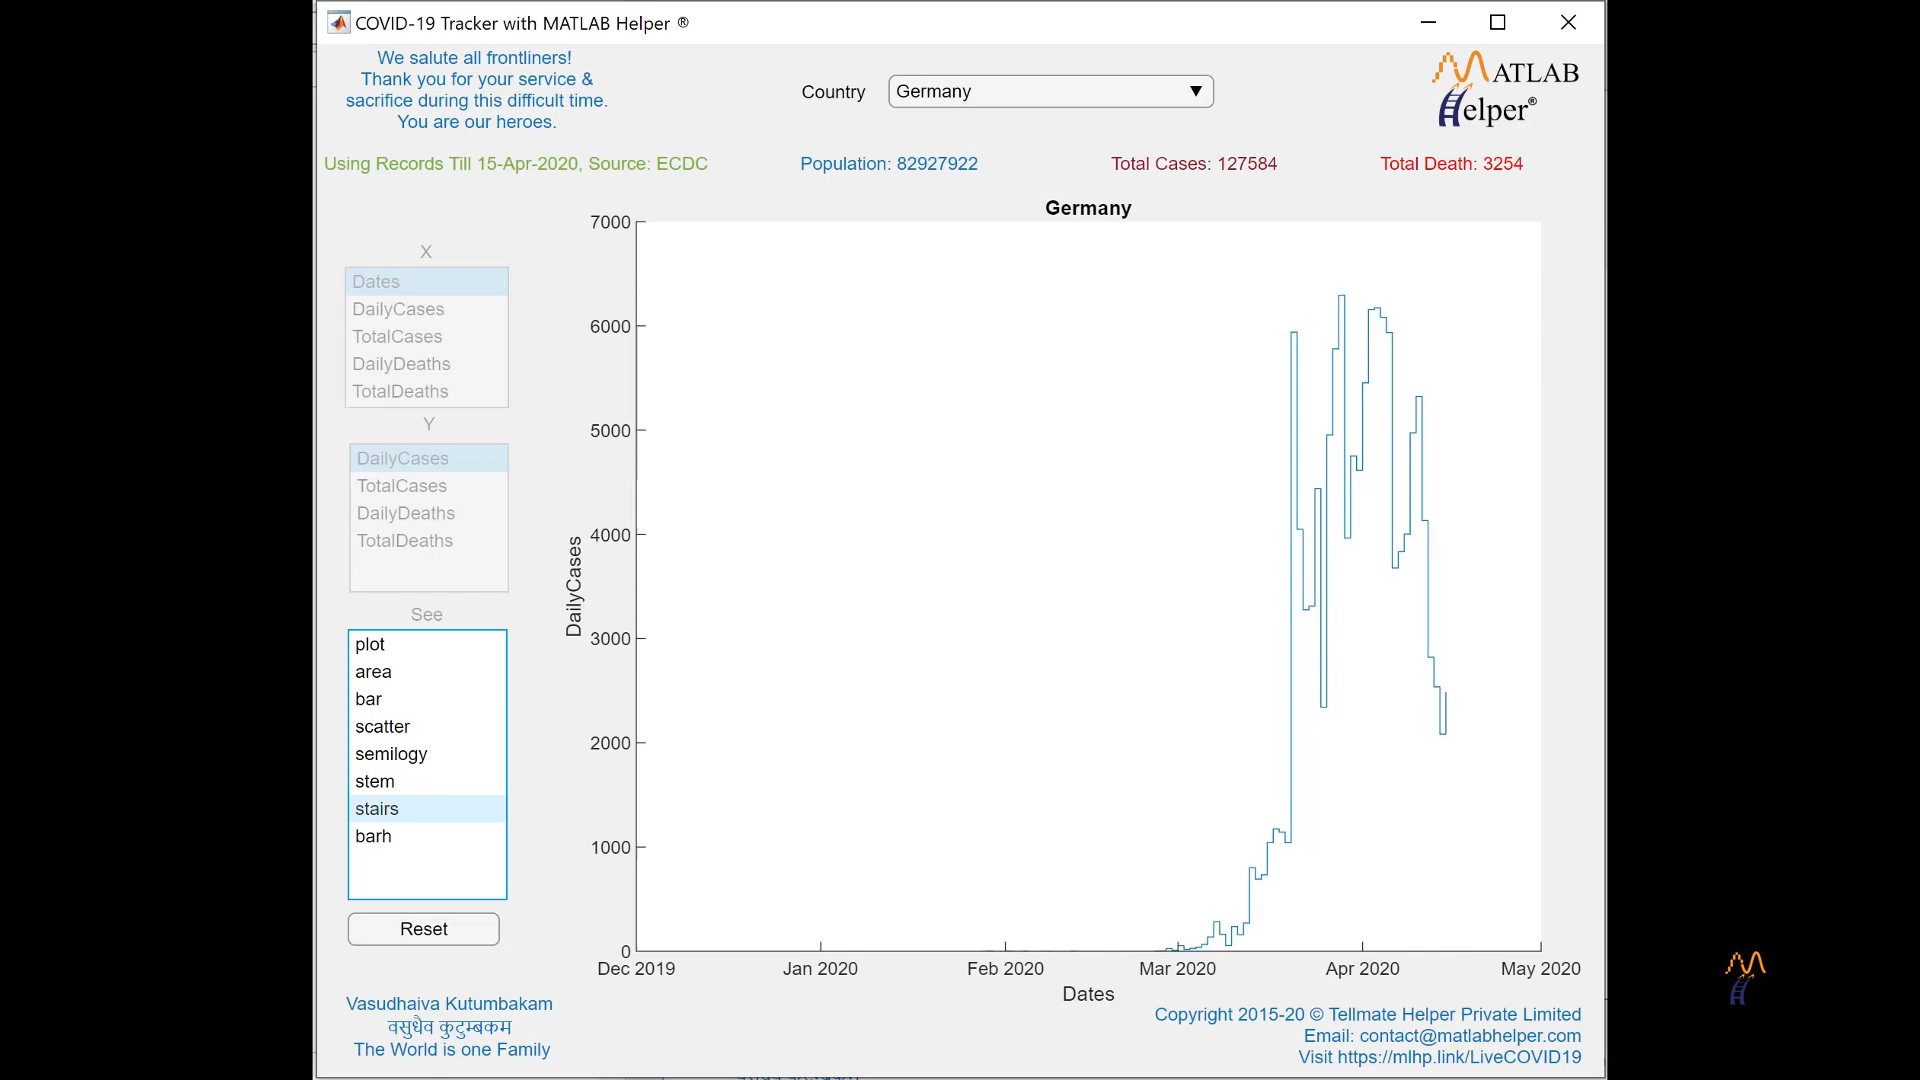 COVID-19 Tracker with MATLAB Helper ®
We salute all frontliners!
Thank you for your service &
sacrifice during this difficult time.
You are our heroes.
Country
Germany
MATLAB
Helper®
Using Records Till 15-Apr-2020, Source: ECDC
Population: 82927922
Total Cases: 127584
Total Death: 3254
X
Dates
DailyCases
TotalCases
DailyDeaths
TotalDeaths
Y
DailyCases
TotalCases
DailyDeaths
TotalDeaths
See
plot
area
bar
scatter
semilogy
stem
stairs
barh
Reset
Germany
7000
6000
5000
4000
3000
2000
1000
0
DailyCases
Dec 2019
Jan 2020
Feb 2020
Mar 2020
Apr 2020
May 2020
Dates
Vasudhaiva Kutumbakam
वसुधैव कुटुम्बकम
The World is one Family
Copyright 2015-20 © Tellmate Helper Private Limited
Email: contact@matlabhelper.com
Visit https://mlhp.link/LiveCOVID19